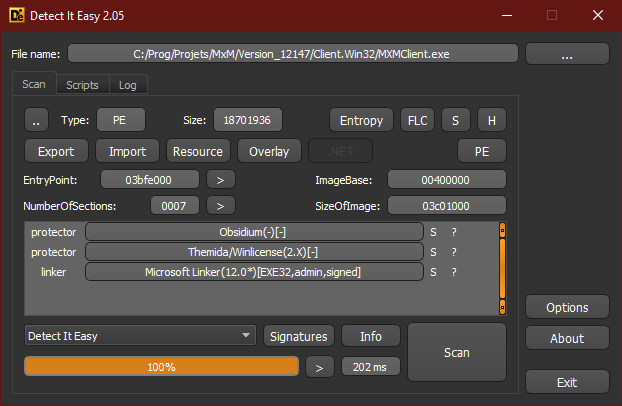 Detect It Easy 2.05
File name: C:/Prog/Projets/MxM/Version_12147/Client.Win32/MXMClient.exe ...
Scan Scripts Log
.. Type: PE Size: 18701936 Entropy FLC S H
Export Import Resource Overlay .NET PE
EntryPoint: 03bfe000 > ImageBase: 00400000
NumberOfSections: 0007 > SizeOfImage: 03c01000
protector Obsidium(-)[-] S ?
protector Themida/Winlicense(2.X)[-] S ?
linker Microsoft Linker(12.0*)[EXE32,admin,signed] S ?
Options
Detect It Easy Signatures Info Scan About
100% > 202 ms
Exit